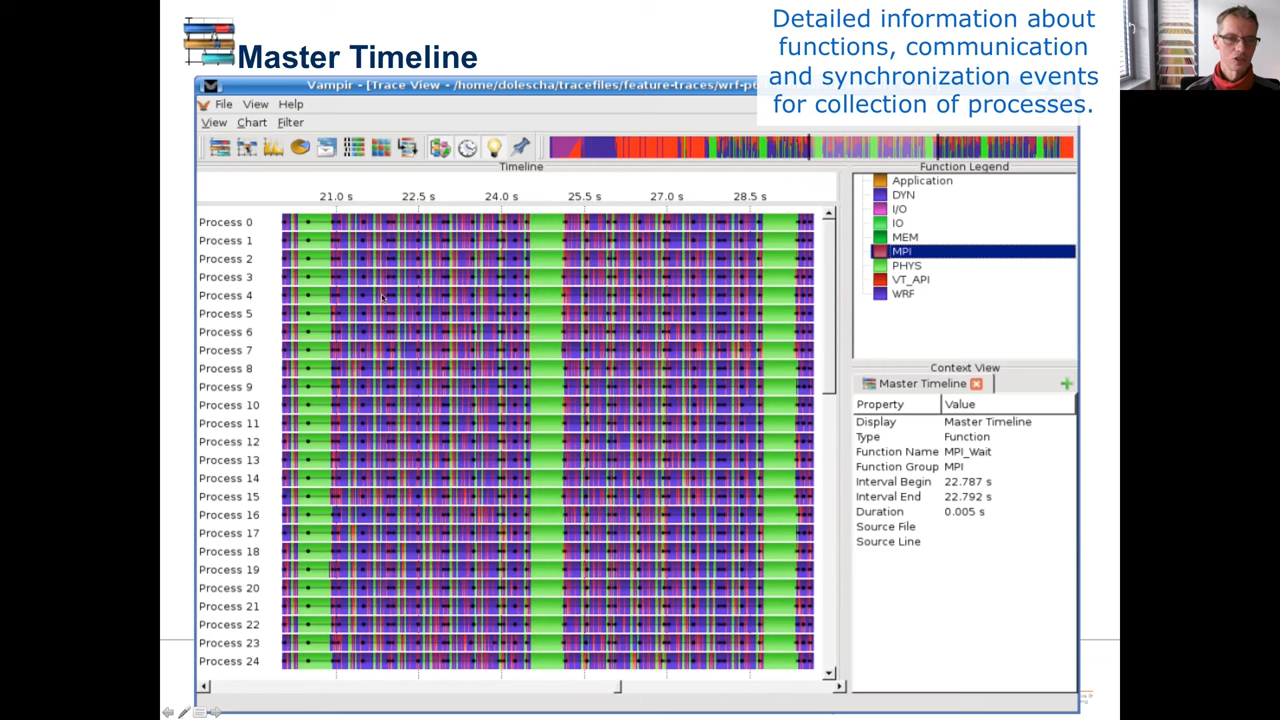 Master Timeline
Detailed information about
functions, communication
and synchronization events
for collection of processes.
Vampir - [Trace View - /home/dolescha/tracefiles/feature-traces/wrf-p6
File View Help
View Chart Filter
Timeline
21.0 s 22.5 s 24.0 s 25.5 s 27.0 s 28.5 s
Process 0
Process 1
Process 2
Process 3
Process 4
Process 5
Process 6
Process 7
Process 8
Process 9
Process 10
Process 11
Process 12
Process 13
Process 14
Process 15
Process 16
Process 17
Process 18
Process 19
Process 20
Process 21
Process 22
Process 23
Process 24
Function Legend
Application
DYN
I/O
IO
MEM
MPI
PHYS
VT_API
WRF
Context View
Master Timeline
Property Value
Display Master Timeline
Type Function
Function Name MPI_Wait
Function Group MPI
Interval Begin 22.787 s
Interval End 22.792 s
Duration 0.005 s
Source File
Source Line